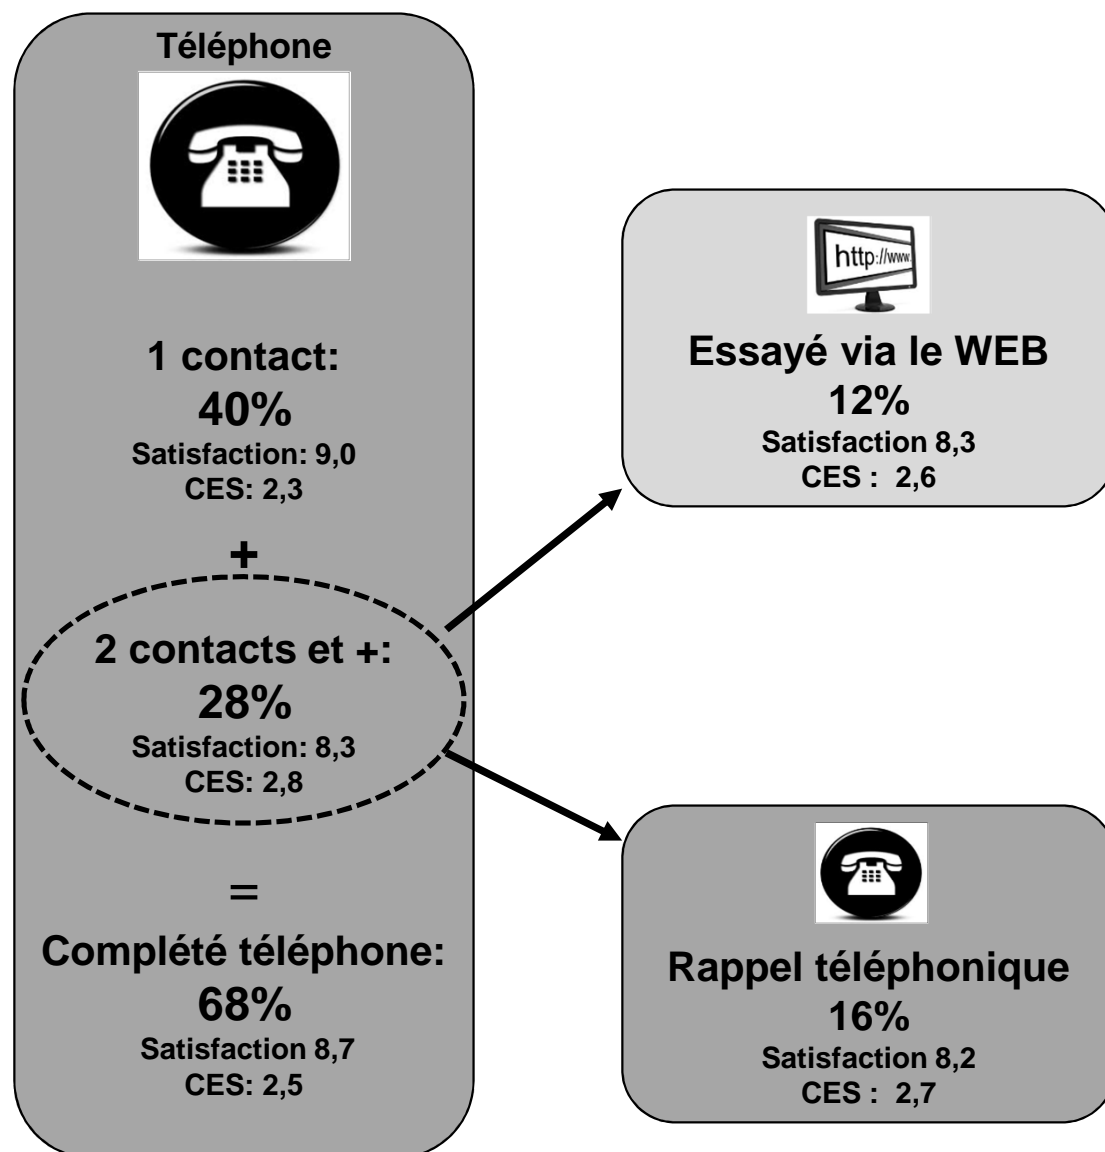 Téléphone
1 contact:
40%
Satisfaction: 9,0
CES: 2,3
+
2 contacts et +:
28%
Satisfaction: 8,3
CES: 2,8
=
Complété téléphone:
68%
Satisfaction 8,7
CES: 2,5
http://www.
Essayé via le WEB
12%
Satisfaction 8,3
CES : 2,6
Rappel téléphonique
16%
Satisfaction 8,2
CES : 2,7